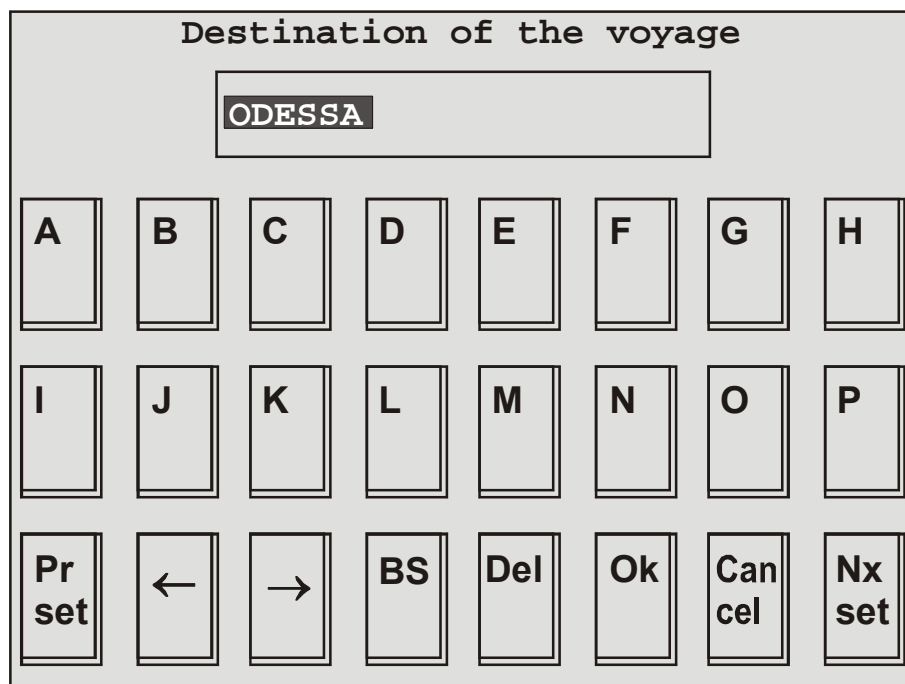 Destination of the voyage
ODESSA
A B C D E F G H
I J K L M N O P
Pr set ← → BS Del Ok Can cel Nx set